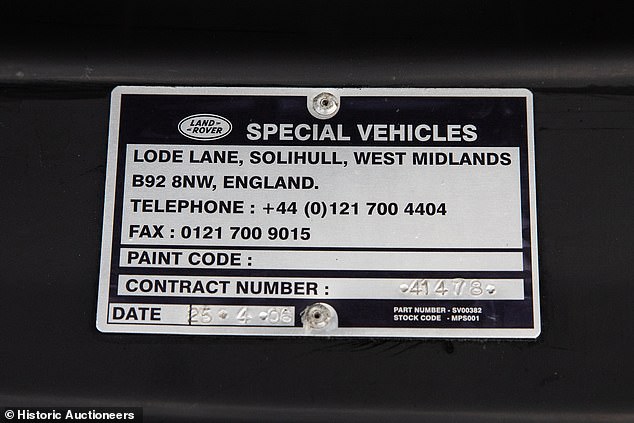 LAND-
ROVER
SPECIAL VEHICLES
LODE LANE, SOLIHULL, WEST MIDLANDS
B92 8NW, ENGLAND.
TELEPHONE : +44 (0)121 700 4404
FAX : 0121 700 9015
PAINT CODE :
CONTRACT NUMBER : •41478•
DATE 25 • 4 • 06
PART NUMBER - SV00382
STOCK CODE - MPS001
© Historic Auctioneers